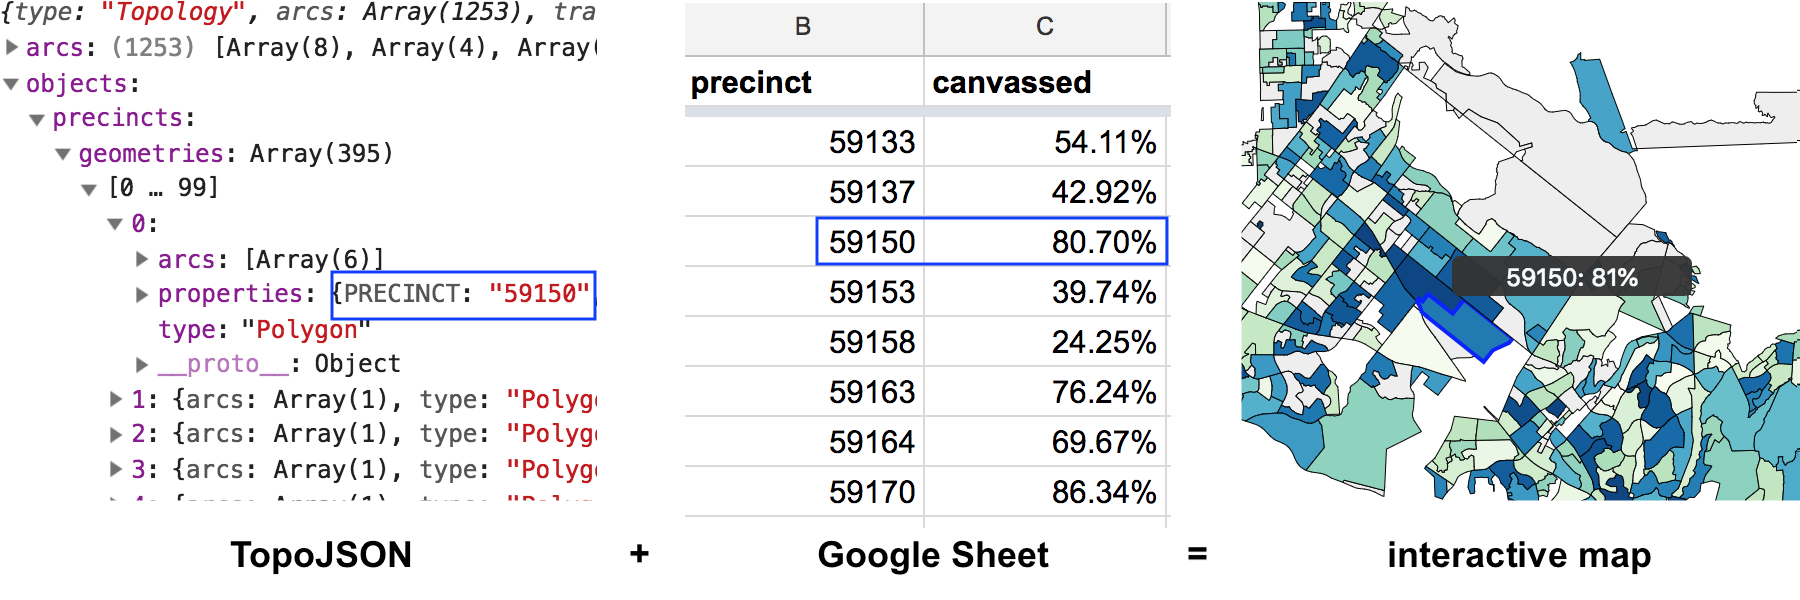 {type: "Topology", arcs: Array(1253), tra
arcs: (1253) [Array(8), Array(4), Array(
objects:
precincts:
geometries: Array(395)
[0 … 99]
0:
arcs: [Array(6)]
properties: {PRECINCT: "59150"
type: "Polygon"
__proto__: Object
1: {arcs: Array(1), type: "Polyg
2: {arcs: Array(1), type: "Polyg
3: {arcs: Array(1), type: "Polyg
B C
precinct canvassed
59133 54.11%
59137 42.92%
59150 80.70%
59153 39.74%
59158 24.25%
59163 76.24%
59164 69.67%
59170 86.34%
59150: 81%
TopoJSON + Google Sheet = interactive map